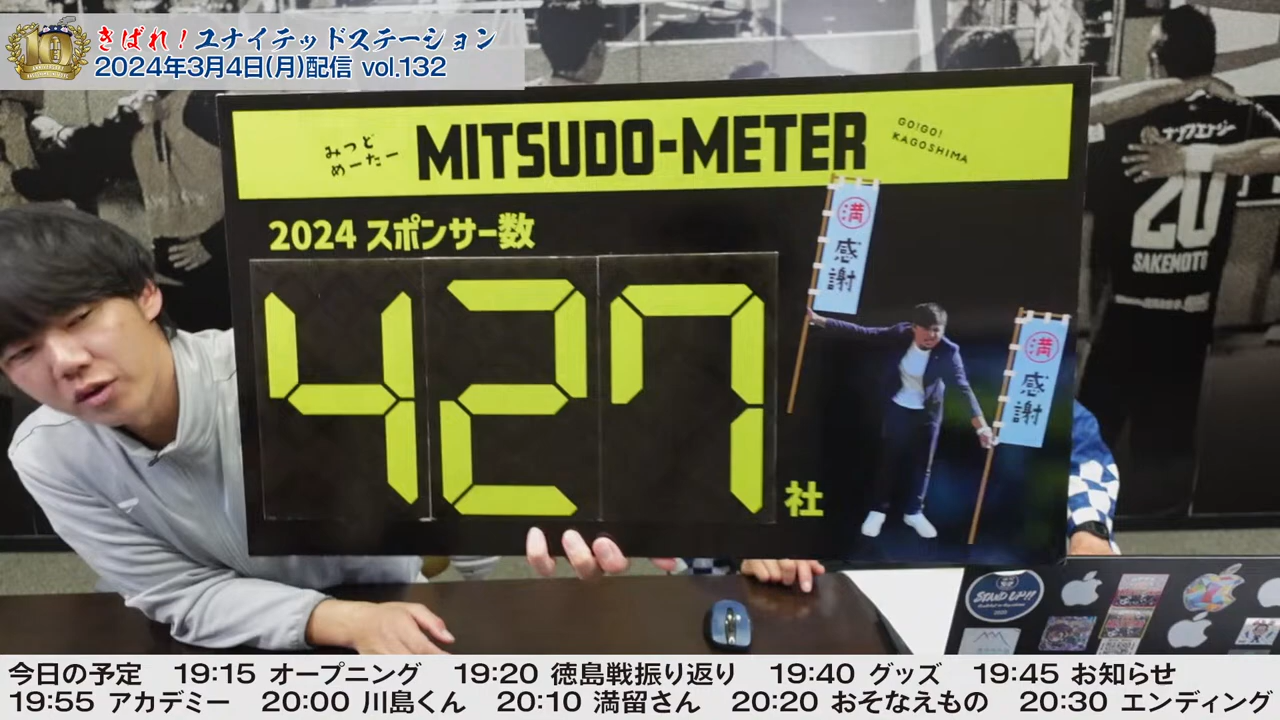 きばれ!ユナイテッドステーション
2024年3月4日(月)配信 vol.132
みつど
めーたー
MITSUDO-METER
GO!GO!
KAGOSHIMA
2024 スポンサー数
427
社
満
感謝
満
感謝
20
SAKEMOTO
STAND UP!!
今日の予定 19:15 オープニング 19:20 徳島戦振り返り 19:40 グッズ 19:45 お知らせ
19:55 アカデミー 20:00 川島くん 20:10 満留さん 20:20 おそなえもの 20:30 エンディング